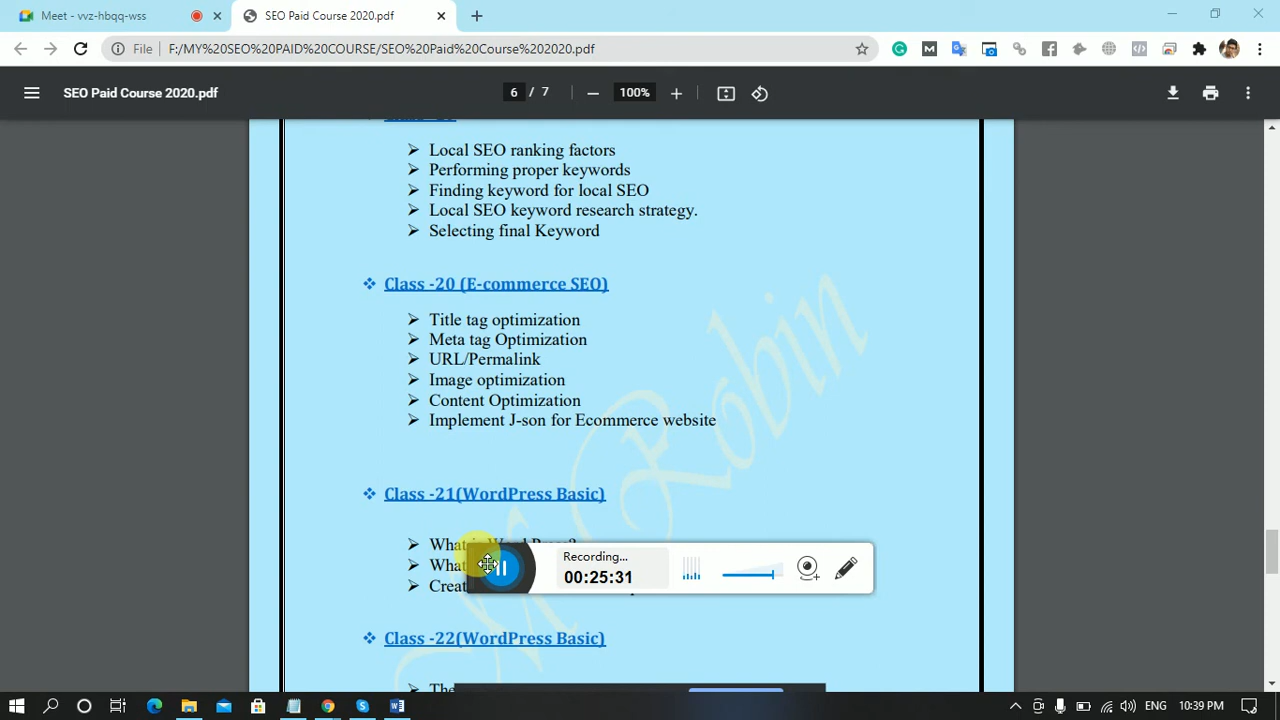 Meet - vvz-hbqq-wss
SEO Paid Course 2020.pdf
File
F:/MY%20SEO%20PAID%20COURSE/SEO%20Paid%20Course%202020.pdf
SEO Paid Course 2020.pdf
6 / 7
100%
Local SEO ranking factors
Performing proper keywords
Finding keyword for local SEO
Local SEO keyword research strategy.
Selecting final Keyword
Class -20 (E-commerce SEO)
Title tag optimization
Meta tag Optimization
URL/Permalink
Image optimization
Content Optimization
Implement J-son for Ecommerce website
Class -21(WordPress Basic)
What is WordPress?
Recording...
00:25:31
Class -22(WordPress Basic)
Robin
ENG
10:39 PM